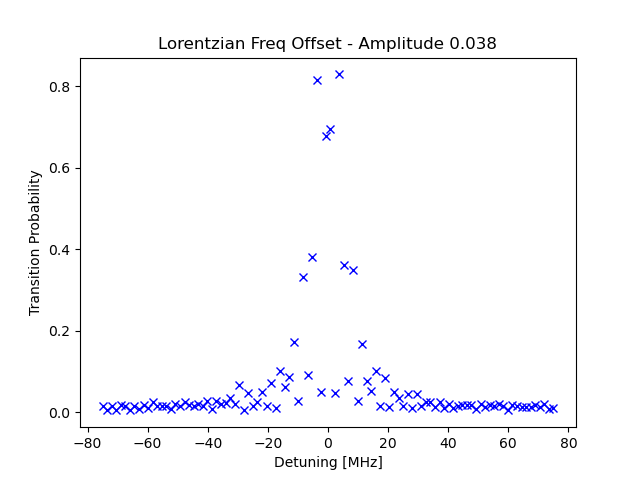 Lorentzian Freq Offset - Amplitude 0.038
Transition Probability
0.8
0.6
0.4
0.2
0.0
−80 −60 −40 −20 0 20 40 60 80
Detuning [MHz]